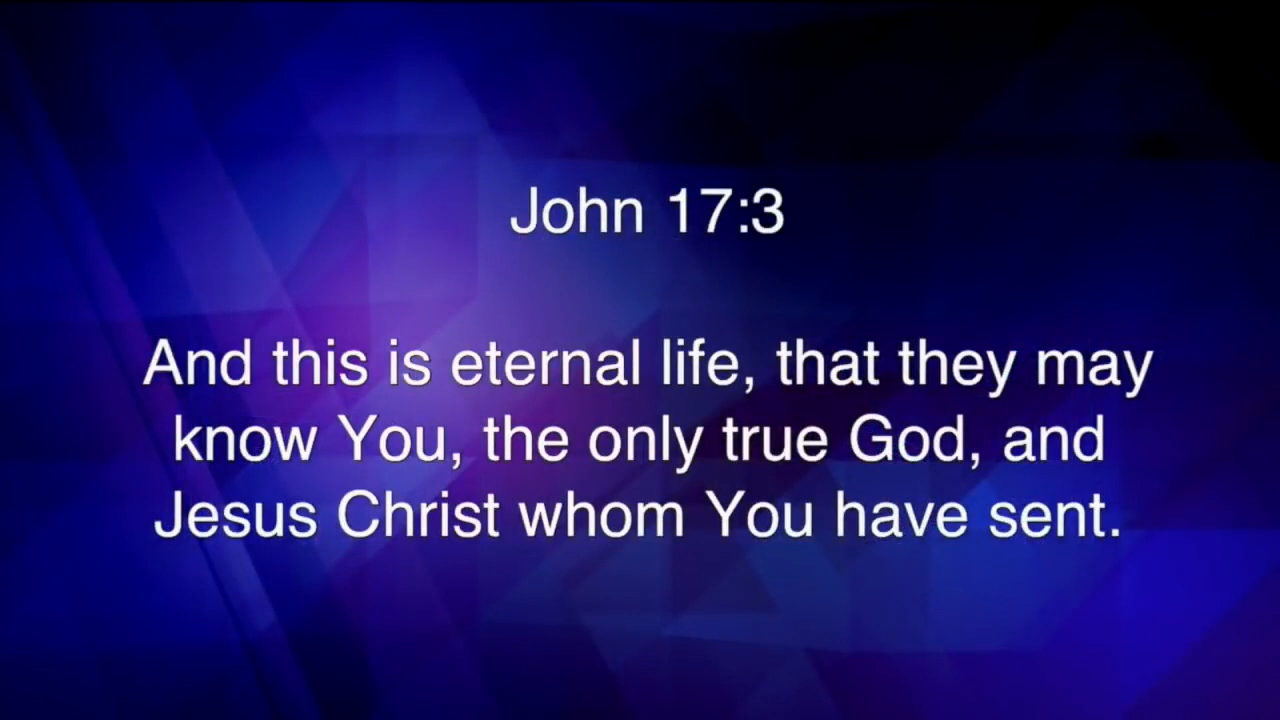 John 17:3
And this is eternal life, that they may
know You, the only true God, and
Jesus Christ whom You have sent.